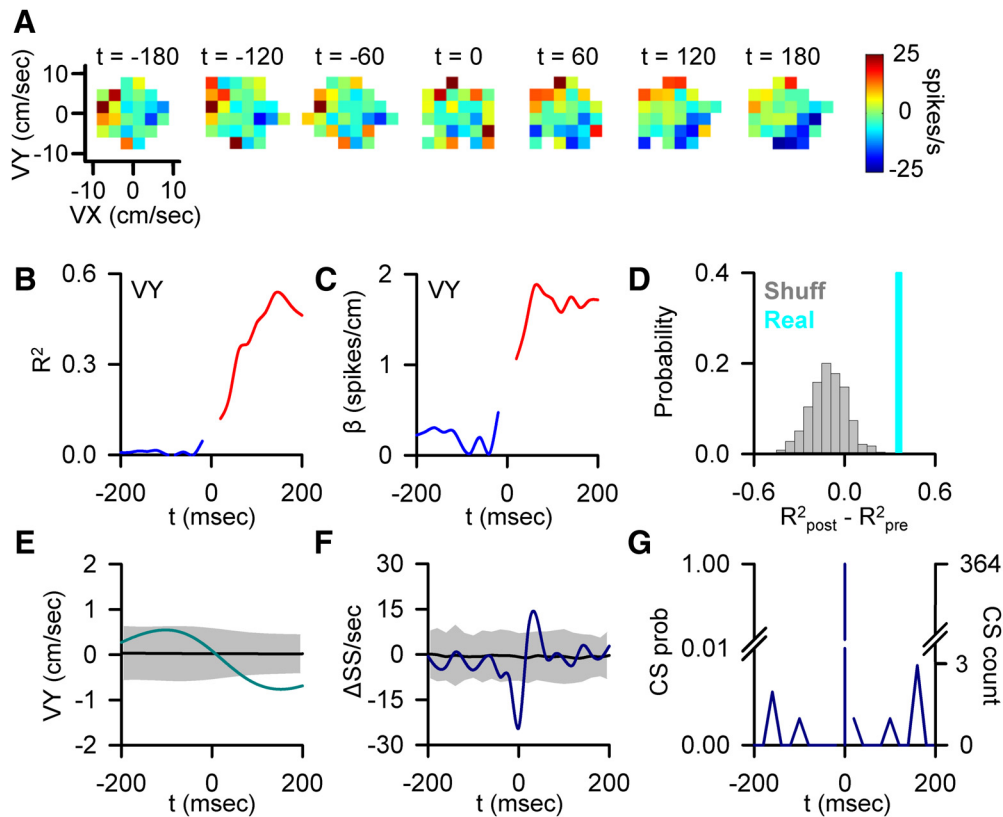 A
t = -180 t = -120 t = -60 t = 0 t = 60 t = 120 t = 180
VY (cm/sec)
10
0
-10
-10 0 10
VX (cm/sec)
25
0
-25
spikes/s
B
VY
R²
0.6
0.3
0.0
-200 0 200
t (msec)
C
VY
β (spikes/cm)
2
1
0
-200 0 200
t (msec)
D
Shuff
Real
Probability
0.4
0.2
0.0
-0.6 0.0 0.6
R²post - R²pre
E
VY (cm/sec)
2
1
0
-1
-2
-200 0 200
t (msec)
F
ΔSS/sec
30
15
0
-15
-30
-200 0 200
t (msec)
G
CS prob
1.00
0.01
0.00
364
3
0
CS count
-200 0 200
t (msec)